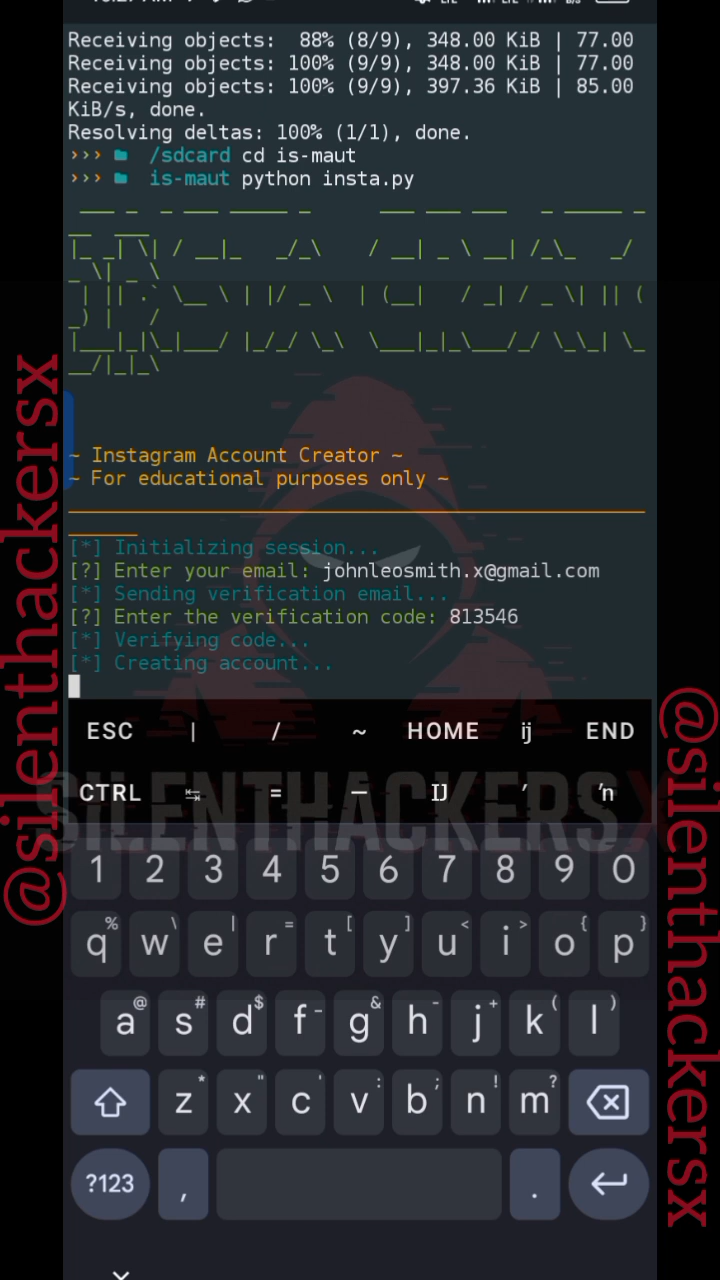 Receiving objects:  88% (8/9), 348.00 KiB | 77.00
Receiving objects: 100% (9/9), 348.00 KiB | 77.00
Receiving objects: 100% (9/9), 397.36 KiB | 85.00
KiB/s, done.
Resolving deltas: 100% (1/1), done.
››› /sdcard cd is-maut
››› is-maut python insta.py
~ Instagram Account Creator ~
~ For educational purposes only ~
[*] Initializing session...
[?] Enter your email: johnleosmith.x@gmail.com
[*] Sending verification email...
[?] Enter the verification code: 813546
[*] Verifying code...
[*] Creating account...
ESC | / ~ HOME ĳ END
CTRL ↹ = — Ĳ ′ ŉ
SILENTHACKERSX
1 2 3 4 5 6 7 8 9 0
q % w \ e | r = t [ y ] u < i > o { p }
a @ s # d $ f - g & h - j + k ( l )
z * x " c ' v : b ; n ! m ?
?123 , .
@silenthackersx
@silenthackersx